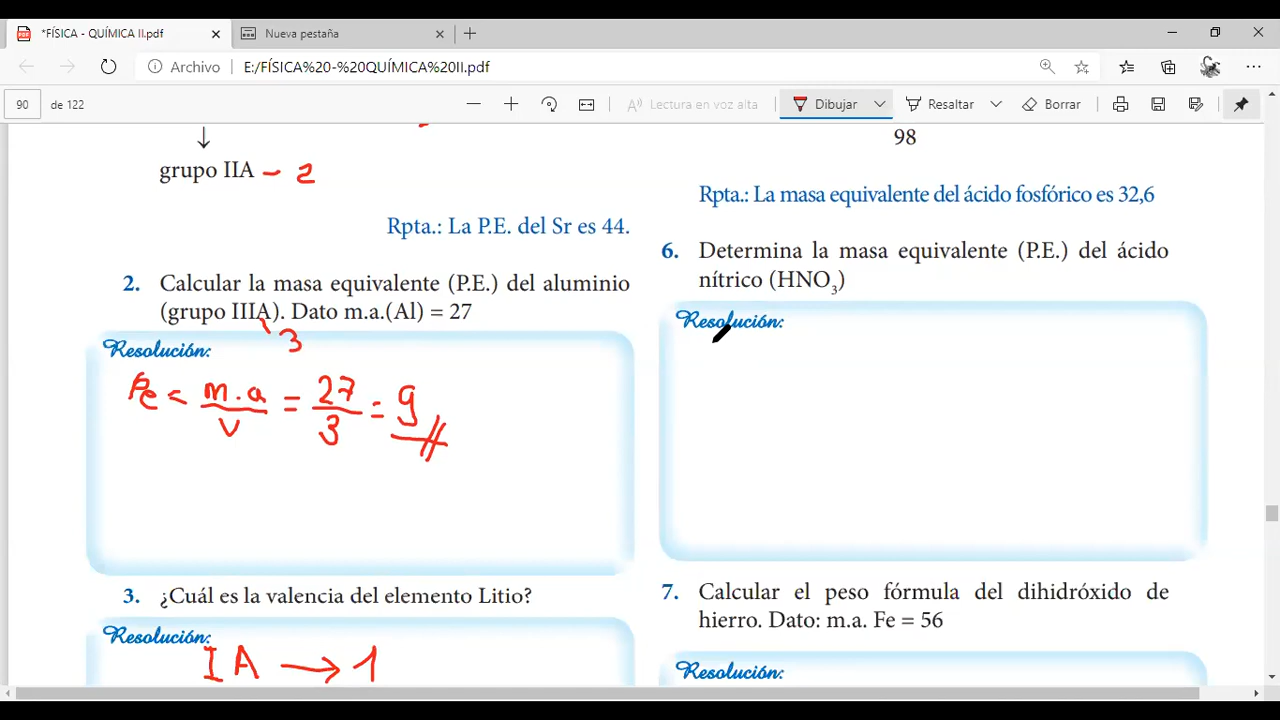 *FÍSICA - QUÍMICA II.pdf
Nueva pestaña
Archivo
E:/FÍSICA%20-%20QUÍMICA%20II.pdf
90
de 122
Lectura en voz alta
Dibujar
Resaltar
Borrar
↓
grupo IIA - 2
Rpta.: La P.E. del Sr es 44.
2. Calcular la masa equivalente (P.E.) del aluminio
(grupo IIIA). Dato m.a.(Al) = 27
3
Resolución:
Pe = m.a / v = 27 / 3 = 9
3. ¿Cuál es la valencia del elemento Litio?
Resolución:
I A → 1
98
Rpta.: La masa equivalente del ácido fosfórico es 32,6
6. Determina la masa equivalente (P.E.) del ácido
nítrico (HNO₃)
Resolución:
7. Calcular el peso fórmula del dihidróxido de
hierro. Dato: m.a. Fe = 56
Resolución: